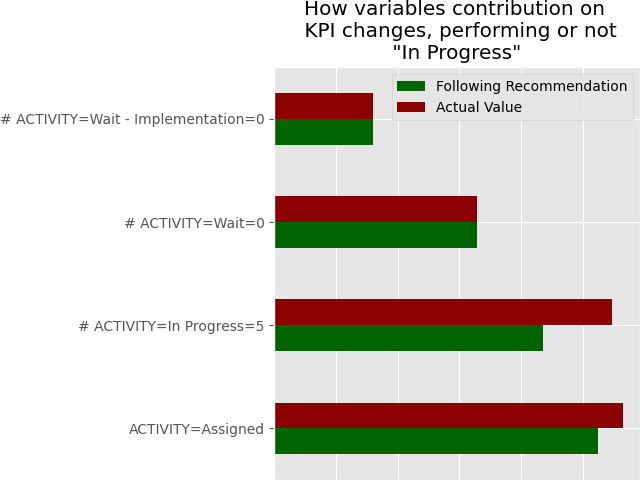 How variables contribution on
KPI changes, performing or not
"In Progress"
Following Recommendation
Actual Value
# ACTIVITY=Wait - Implementation=0
# ACTIVITY=Wait=0
# ACTIVITY=In Progress=5
ACTIVITY=Assigned